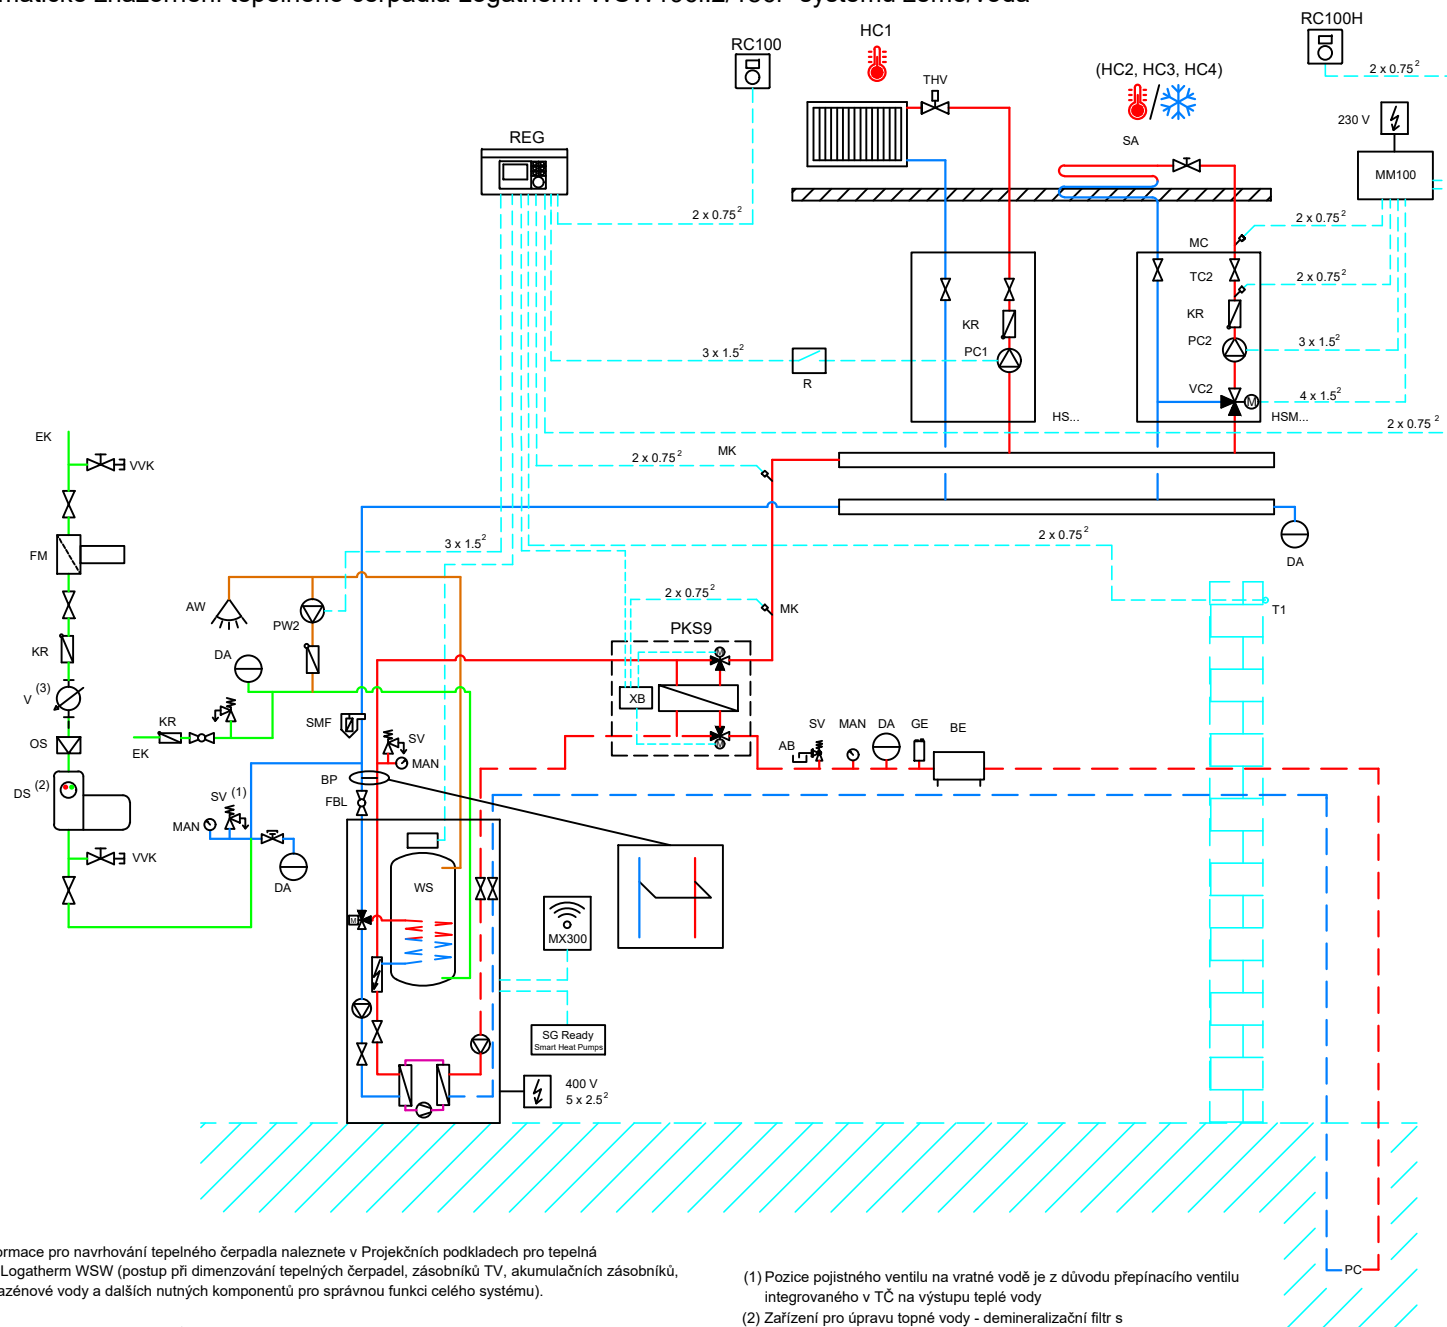 RC100H
HC1
RC100
2 x 0.75²
(HC2, HC3, HC4)
THV
230 V
REG
SA
MM100
2 x 0.75²
2 x 0.75²
MC
TC2
2 x 0.75²
KR
KR
PC2
3 x 1.5²
3 x 1.5²
PC1
R
VC2
M
4 x 1.5²
HS...
HSM...
2 x 0.75²
EK
VVK
2 x 0.75²
MK
FM
3 x 1.5²
2 x 0.75²
DA
2 x 0.75²
AW
PW2
MK
T1
PKS9
KR
DA
M
V (3)
XB
SMF
KR
EK
SV
SV
MAN
DA
GE
BE
OS
M
AB
MAN
BP
DS (2)
SV (1)
FBL
MAN
VVK
DA
WS
M
MX300
SG Ready
Smart Heat Pumps
400 V
5 x 2.5²
ormace pro navrhování tepelného čerpadla naleznete v Projekčních podkladech pro tepelná
Logatherm WSW (postup při dimenzování tepelných čerpadel, zásobníků TV, akumulačních zásobníků,
azénové vody a dalších nutných komponentů pro správnou funkci celého systému).
PC
(1) Pozice pojistného ventilu na vratné vodě je z důvodu přepínacího ventilu
integrovaného v TČ na výstupu teplé vody
(2) Zařízení pro úpravu topné vody - demineralizační filtr s